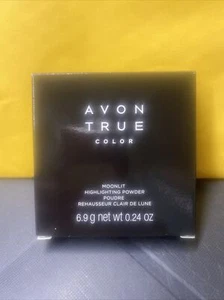 AVON
TRUE
COLOR
MOONLIT
HIGHLIGHTING POWDER
POUDRE
REHAUSSEUR CLAIR DE LUNE
6.9 g net wt 0.24 oz